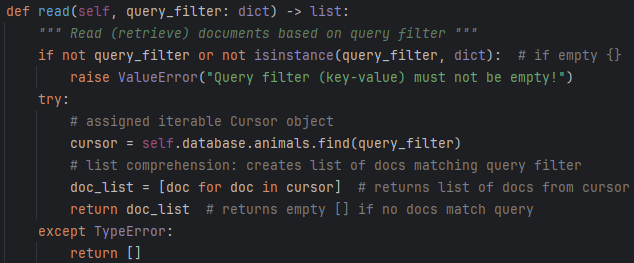 def read(self, query_filter: dict) -> list:
""" Read (retrieve) documents based on query filter """
if not query_filter or not isinstance(query_filter, dict):  # if empty {}
raise ValueError("Query filter (key-value) must not be empty!")
try:
# assigned iterable Cursor object
cursor = self.database.animals.find(query_filter)
# list comprehension: creates list of docs matching query filter
doc_list = [doc for doc in cursor]  # returns list of docs from cursor
return doc_list  # returns empty [] if no docs match query
except TypeError:
return []